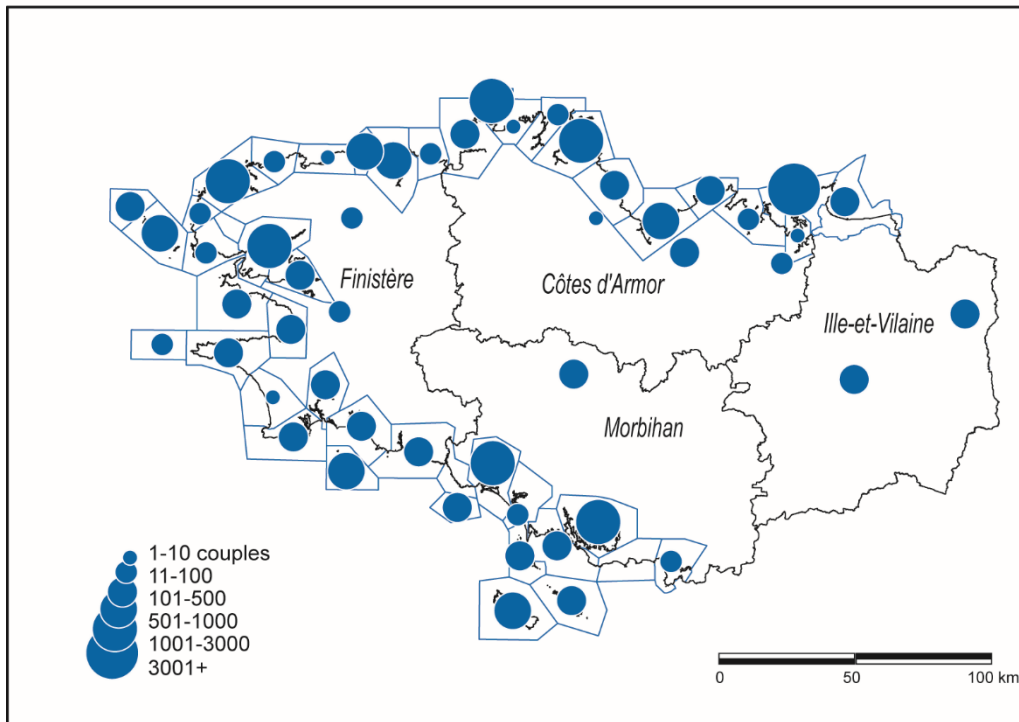 Finistère
Côtes d'Armor
Ille-et-Vilaine
Morbihan
1-10 couples
11-100
101-500
501-1000
1001-3000
3001+
0 50 100 km